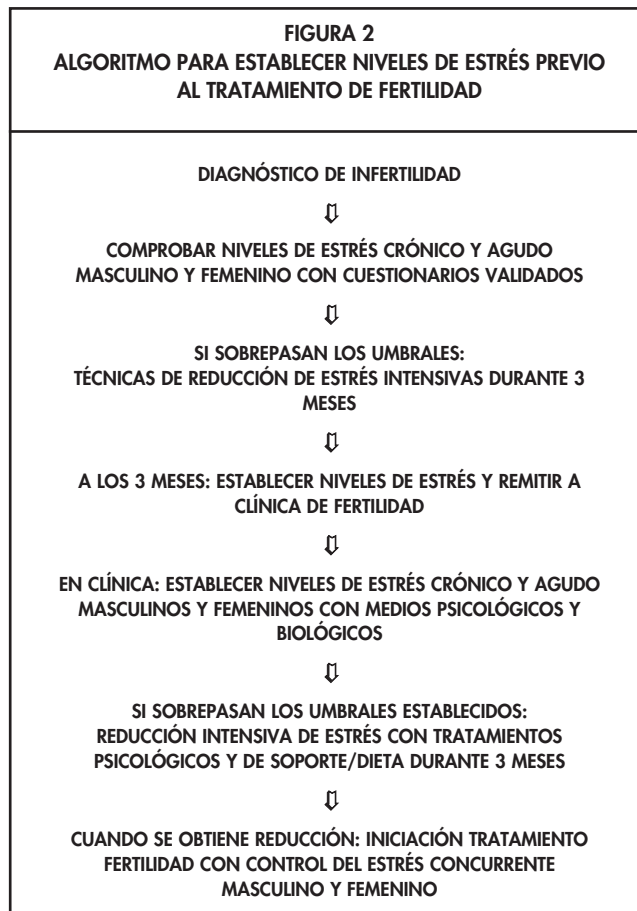 FIGURA 2
ALGORITMO PARA ESTABLECER NIVELES DE ESTRÉS PREVIO
AL TRATAMIENTO DE FERTILIDAD
DIAGNÓSTICO DE INFERTILIDAD
⇩
COMPROBAR NIVELES DE ESTRÉS CRÓNICO Y AGUDO
MASCULINO Y FEMENINO CON CUESTIONARIOS VALIDADOS
⇩
SI SOBREPASAN LOS UMBRALES:
TÉCNICAS DE REDUCCIÓN DE ESTRÉS INTENSIVAS DURANTE 3
MESES
⇩
A LOS 3 MESES: ESTABLECER NIVELES DE ESTRÉS Y REMITIR A
CLÍNICA DE FERTILIDAD
⇩
EN CLÍNICA: ESTABLECER NIVELES DE ESTRÉS CRÓNICO Y AGUDO
MASCULINOS Y FEMENINOS CON MEDIOS PSICOLÓGICOS Y
BIOLÓGICOS
⇩
SI SOBREPASAN LOS UMBRALES ESTABLECIDOS:
REDUCCIÓN INTENSIVA DE ESTRÉS CON TRATAMIENTOS
PSICOLÓGICOS Y DE SOPORTE/DIETA DURANTE 3 MESES
⇩
CUANDO SE OBTIENE REDUCCIÓN: INICIACIÓN TRATAMIENTO
FERTILIDAD CON CONTROL DEL ESTRÉS CONCURRENTE
MASCULINO Y FEMENINO